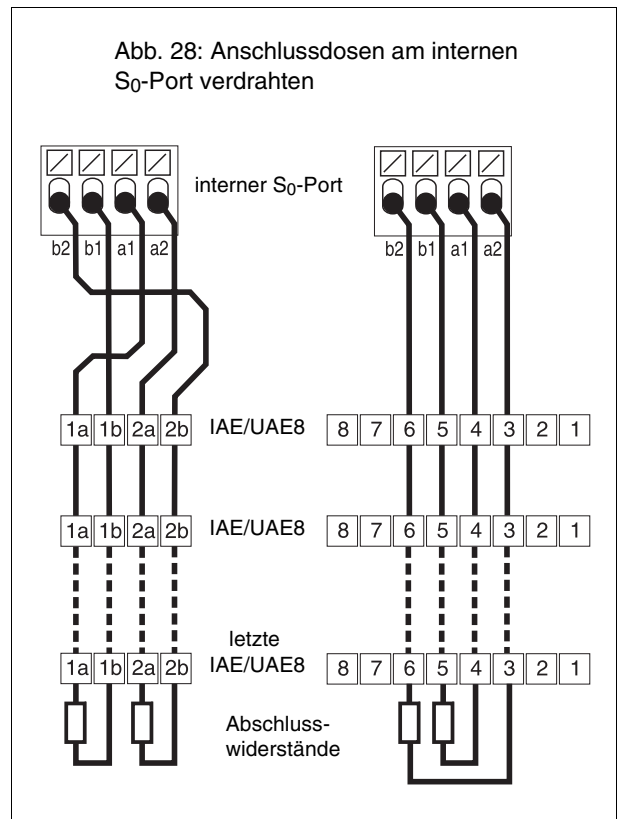 Abb. 28: Anschlussdosen am internen
S0-Port verdrahten
interner S0-Port
b2 b1 a1 a2
b2 b1 a1 a2
1a 1b 2a 2b IAE/UAE8 8 7 6 5 4 3 2 1
1a 1b 2a 2b IAE/UAE8 8 7 6 5 4 3 2 1
letzte
1a 1b 2a 2b IAE/UAE8 8 7 6 5 4 3 2 1
Abschluss-
widerstände